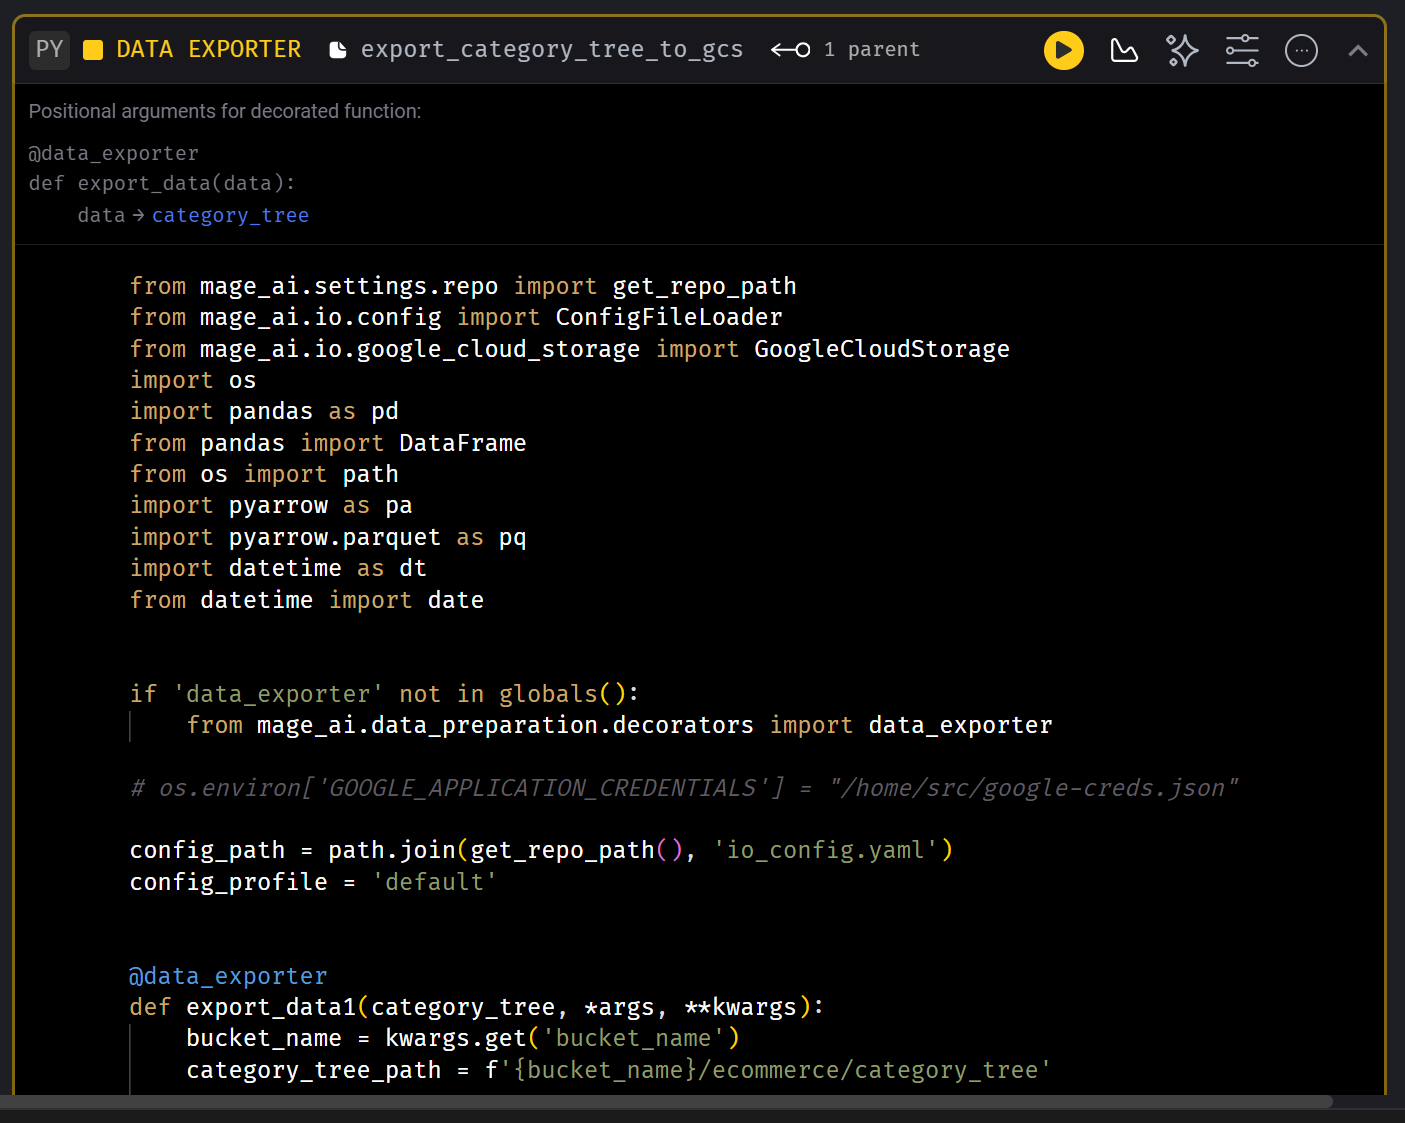 PY DATA EXPORTER export_category_tree_to_gcs 1 parent
Positional arguments for decorated function:
@data_exporter
def export_data(data):
    data → category_tree
from mage_ai.settings.repo import get_repo_path
from mage_ai.io.config import ConfigFileLoader
from mage_ai.io.google_cloud_storage import GoogleCloudStorage
import os
import pandas as pd
from pandas import DataFrame
from os import path
import pyarrow as pa
import pyarrow.parquet as pq
import datetime as dt
from datetime import date
if 'data_exporter' not in globals():
    from mage_ai.data_preparation.decorators import data_exporter
# os.environ['GOOGLE_APPLICATION_CREDENTIALS'] = "/home/src/google-creds.json"
config_path = path.join(get_repo_path(), 'io_config.yaml')
config_profile = 'default'
@data_exporter
def export_data1(category_tree, *args, **kwargs):
    bucket_name = kwargs.get('bucket_name')
    category_tree_path = f'{bucket_name}/ecommerce/category_tree'